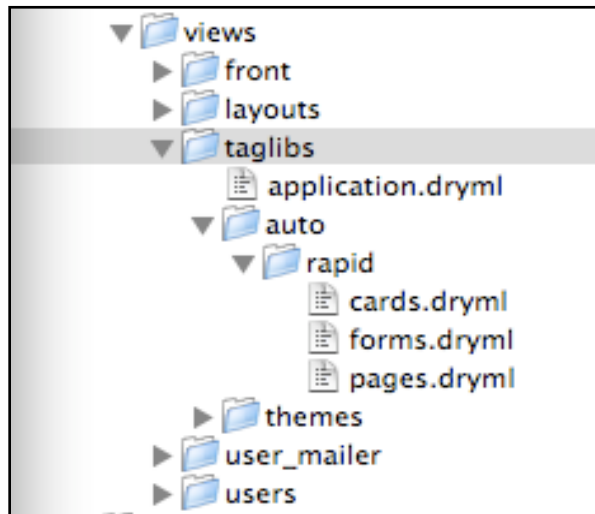 views
front
layouts
taglibs
application.dryml
auto
rapid
cards.dryml
forms.dryml
pages.dryml
themes
user_mailer
users